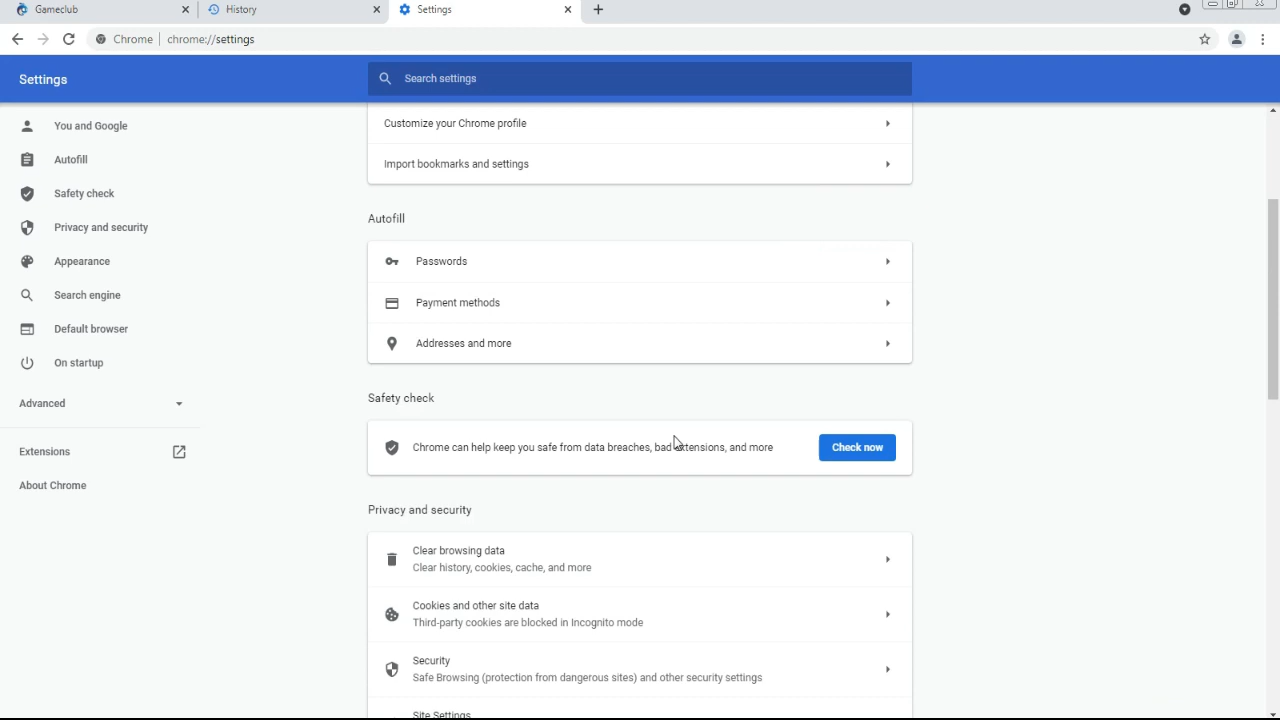 Gameclub
History
Settings
Chrome
chrome://settings
Settings
Search settings
You and Google
Autofill
Safety check
Privacy and security
Appearance
Search engine
Default browser
On startup
Advanced
Extensions
About Chrome
Customize your Chrome profile
Import bookmarks and settings
Autofill
Passwords
Payment methods
Addresses and more
Safety check
Chrome can help keep you safe from data breaches, bad extensions, and more
Check now
Privacy and security
Clear browsing data
Clear history, cookies, cache, and more
Cookies and other site data
Third-party cookies are blocked in Incognito mode
Security
Safe Browsing (protection from dangerous sites) and other security settings
Site Settings